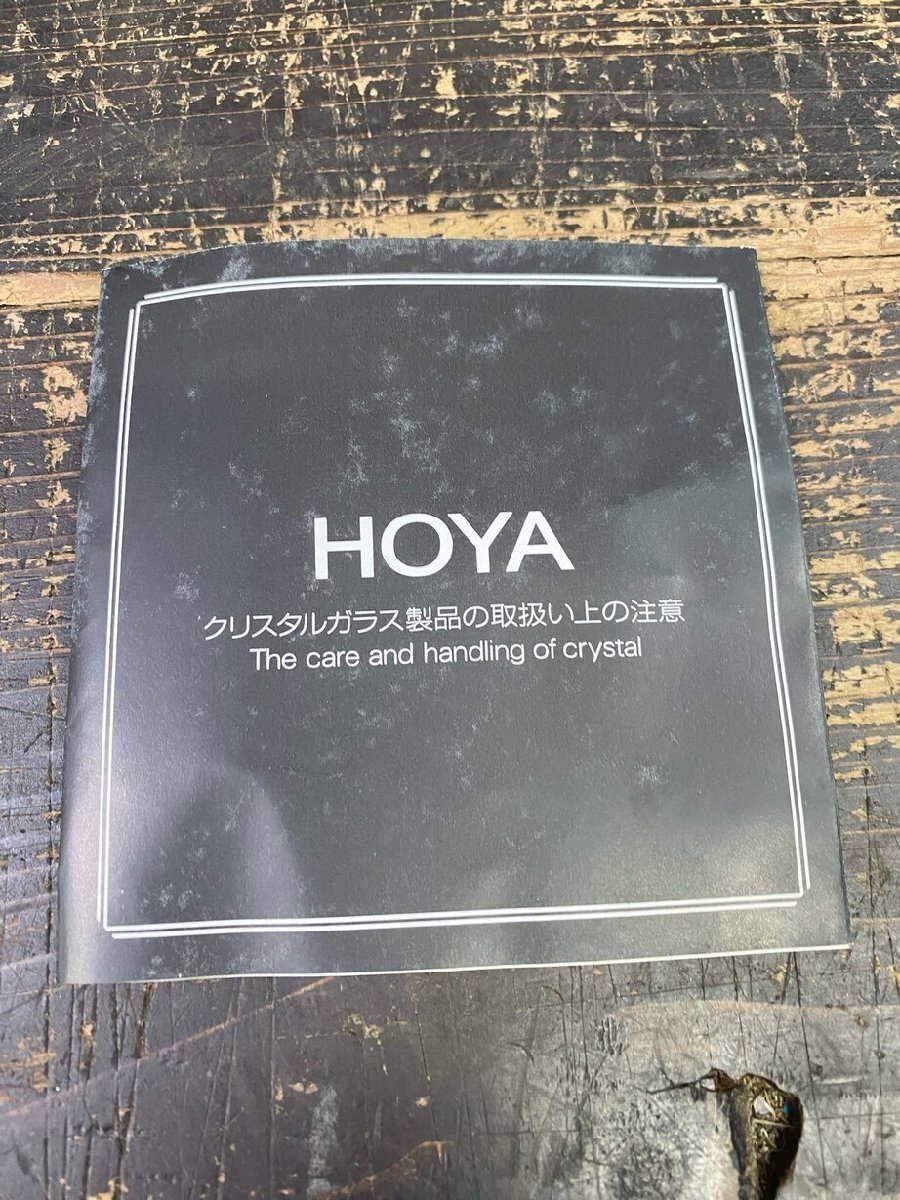 HOYA
クリスタルガラス製品の取扱い上の注意
The care and handling of crystal